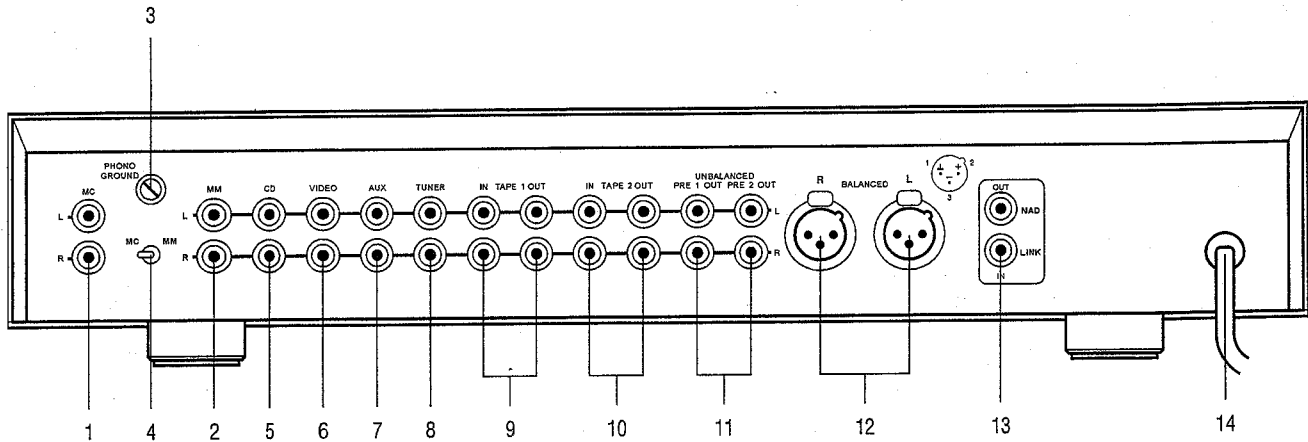 3
PHONO
GROUND
MC
MM
CD
VIDEO
AUX
TUNER
IN TAPE 1 OUT
IN TAPE 2 OUT
UNBALANCED
PRE 1 OUT PRE 2 OUT
R BALANCED L
1 2
3
OUT
NAD
L
L
L
R
MC MM
R
R
LINK
IN
1 4 2 5 6 7 8 9 10 11 12 13 14